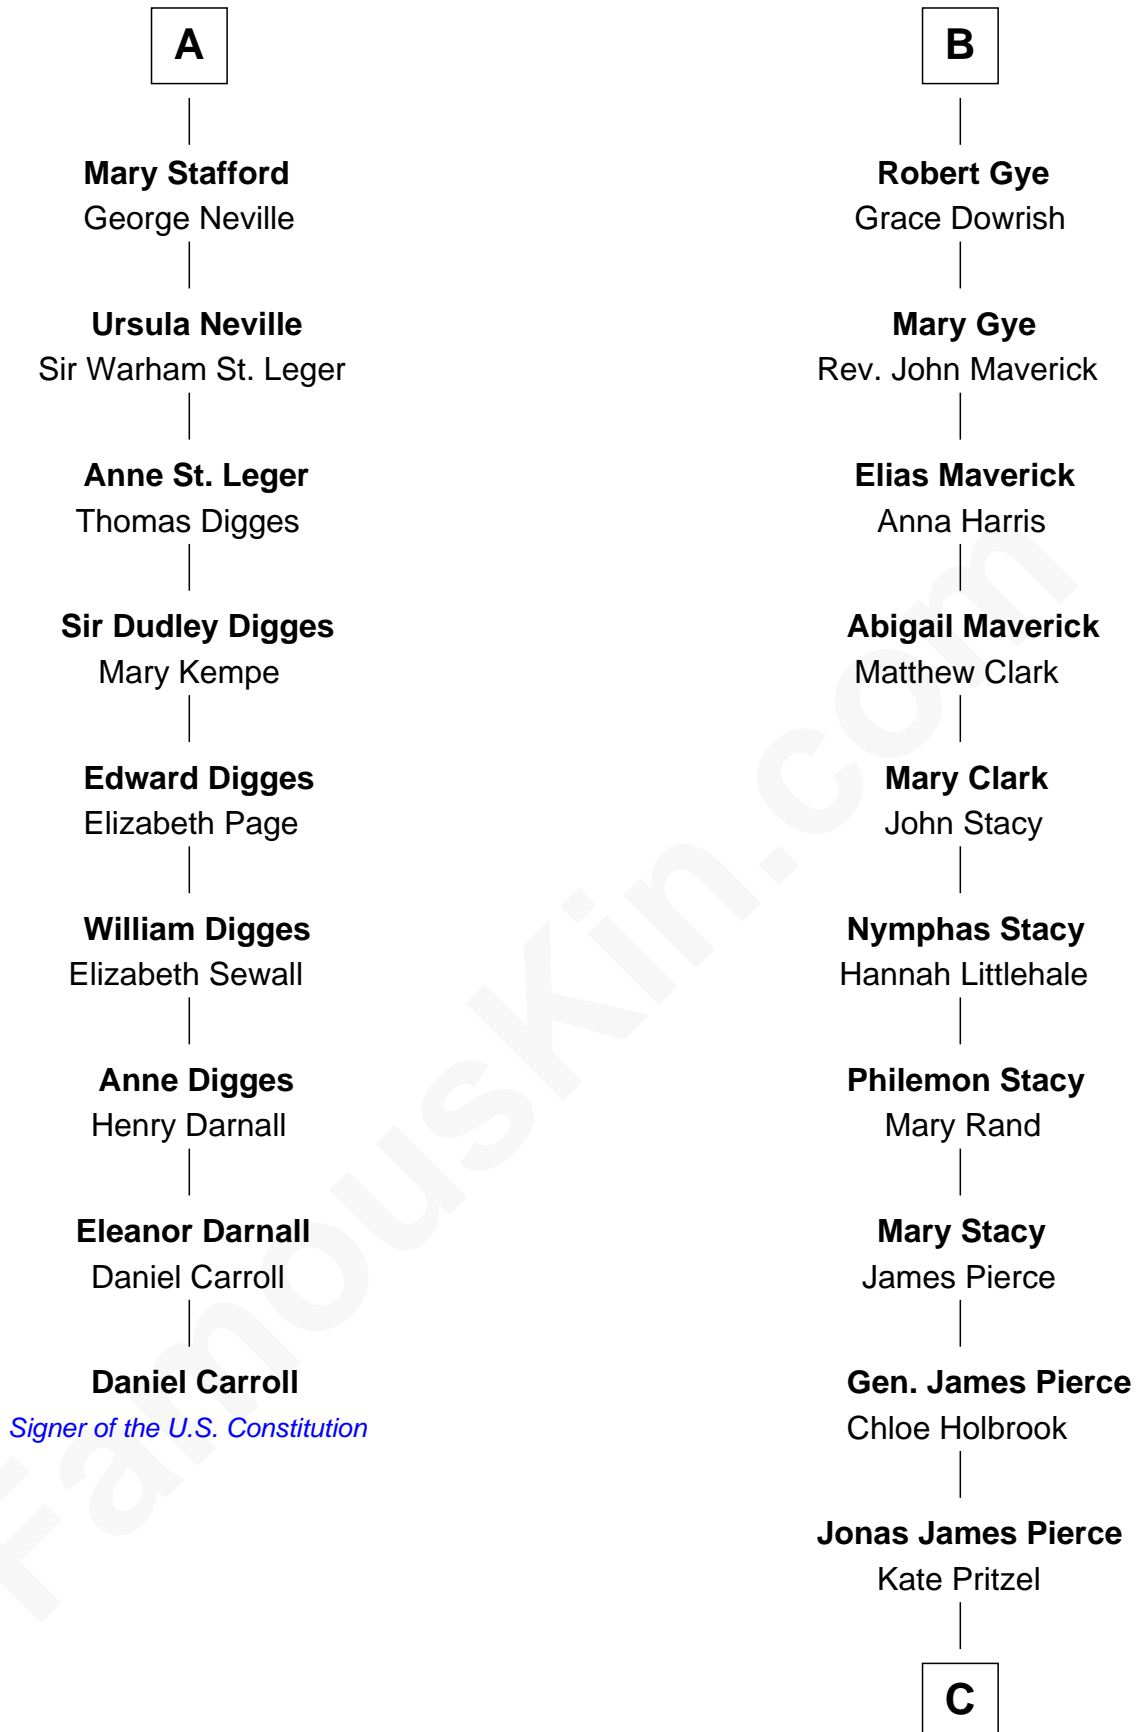 A
Mary Stafford
George Neville
Ursula Neville
Sir Warham St. Leger
Anne St. Leger
Thomas Digges
Sir Dudley Digges
Mary Kempe
Edward Digges
Elizabeth Page
William Digges
Elizabeth Sewall
Anne Digges
Henry Darnall
Eleanor Darnall
Daniel Carroll
Daniel Carroll
Signer of the U.S. Constitution
B
Robert Gye
Grace Dowrish
Mary Gye
Rev. John Maverick
Elias Maverick
Anna Harris
Abigail Maverick
Matthew Clark
Mary Clark
John Stacy
Nymphas Stacy
Hannah Littlehale
Philemon Stacy
Mary Rand
Mary Stacy
James Pierce
Gen. James Pierce
Chloe Holbrook
Jonas James Pierce
Kate Pritzel
C
FamousKin.com